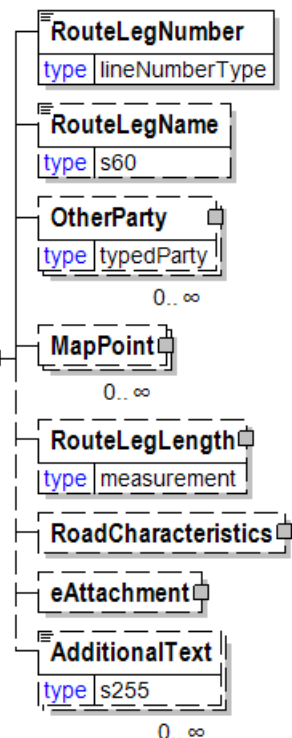 RouteLegNumber
type lineNumberType
RouteLegName
type s60
OtherParty
type typedParty
0.. ∞
MapPoint
0.. ∞
RouteLegLength
type measurement
RoadCharacteristics
eAttachment
AdditionalText
type s255
0.. ∞